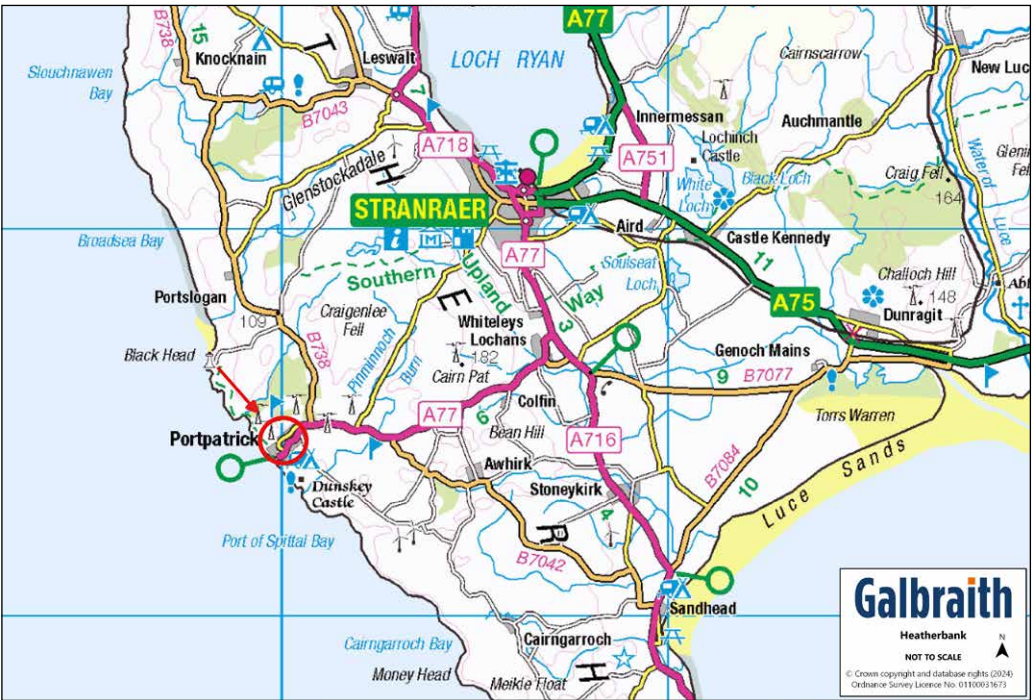 A77
B738
15
T
Knocknain
Leswalt
LOCH RYAN
Cairnscarrow
New Luc
Slouchnawen
Bay
7
B7043
Innermessan
Auchmantle
A718
A751
Lochinch
Castle
Glenstockadale
H
White
Loch
Black Loch
Craig Fell
164
Water of
Luce
STRANRAER
Aird
Castle Kennedy
Broadsea Bay
A77
11
Southern
Upland
Way
Soulseat
Loch
Challoch Hill
148
A75
Dunragit
Portslogan
Craigenlee
Fell
E
109
B738
Whiteleys
Lochans
3
Black Head
Pinminnoch
Burn
182
Cairn Pat
Genoch Mains
9
B7077
A77
6
Colfin
Torrs Warren
Portpatrick
Bean Hill
A716
Awhirk
B7084
Dunskey
Castle
Stoneykirk
10
Luce Sands
4
R
Port of Spittal Bay
B7042
Sandhead
Cairngarroch Bay
Cairngarroch
Money Head
Meikle Float
H
Galbraith
Heatherbank
N
NOT TO SCALE
© Crown copyright and database rights (2024)
Ordnance Survey Licence No. 01100031673